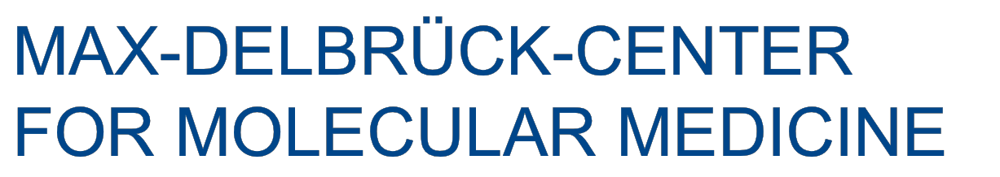 MAX-DELBRÜCK-CENTER
FOR MOLECULAR MEDICINE